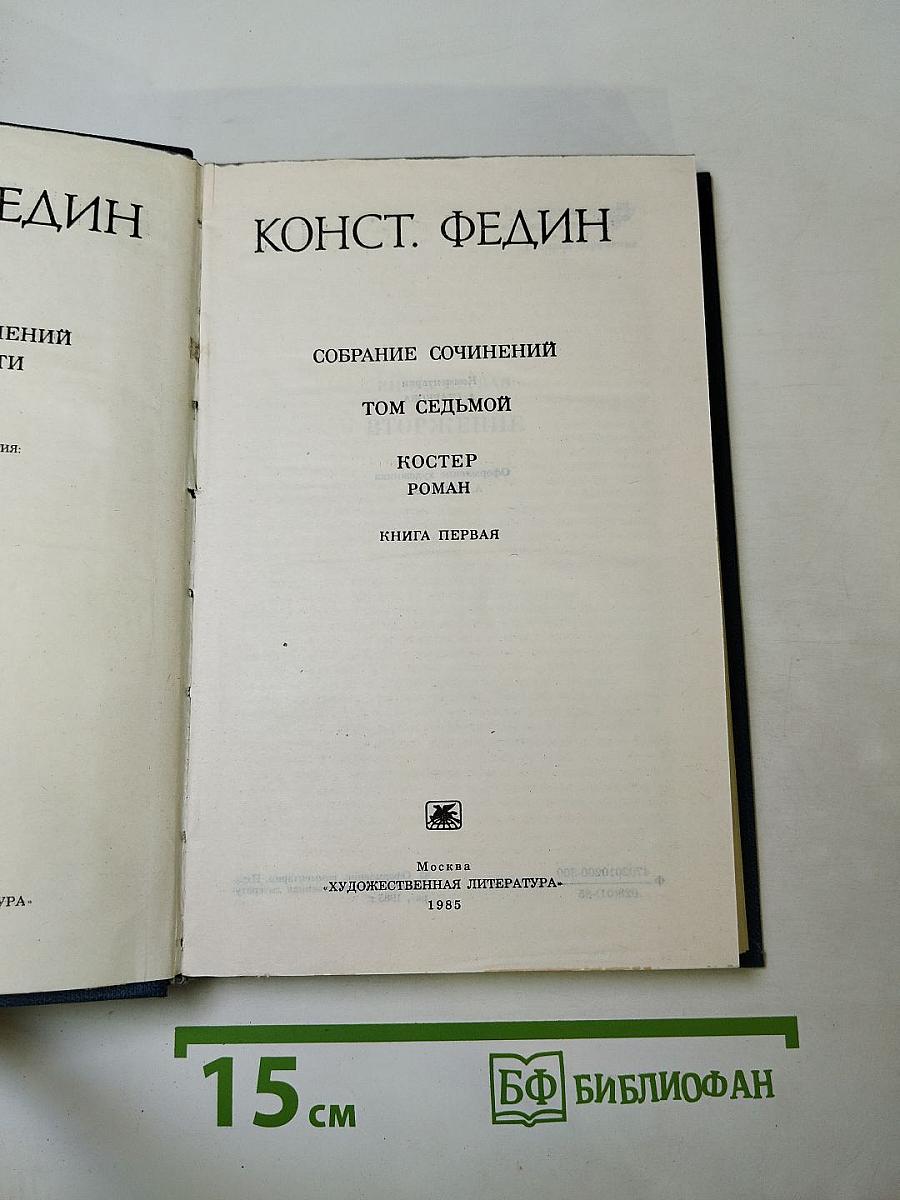 ЕДИН
ЕНИЙ
ТИ
ИЯ:
УРА»
КОНСТ. ФЕДИН
СОБРАНИЕ СОЧИНЕНИЙ
ТОМ СЕДЬМОЙ
КОСТЕР
РОМАН
КНИГА ПЕРВАЯ
Москва
«ХУДОЖЕСТВЕННАЯ ЛИТЕРАТУРА»
1985
15 см
БФ БИБЛИОФАН